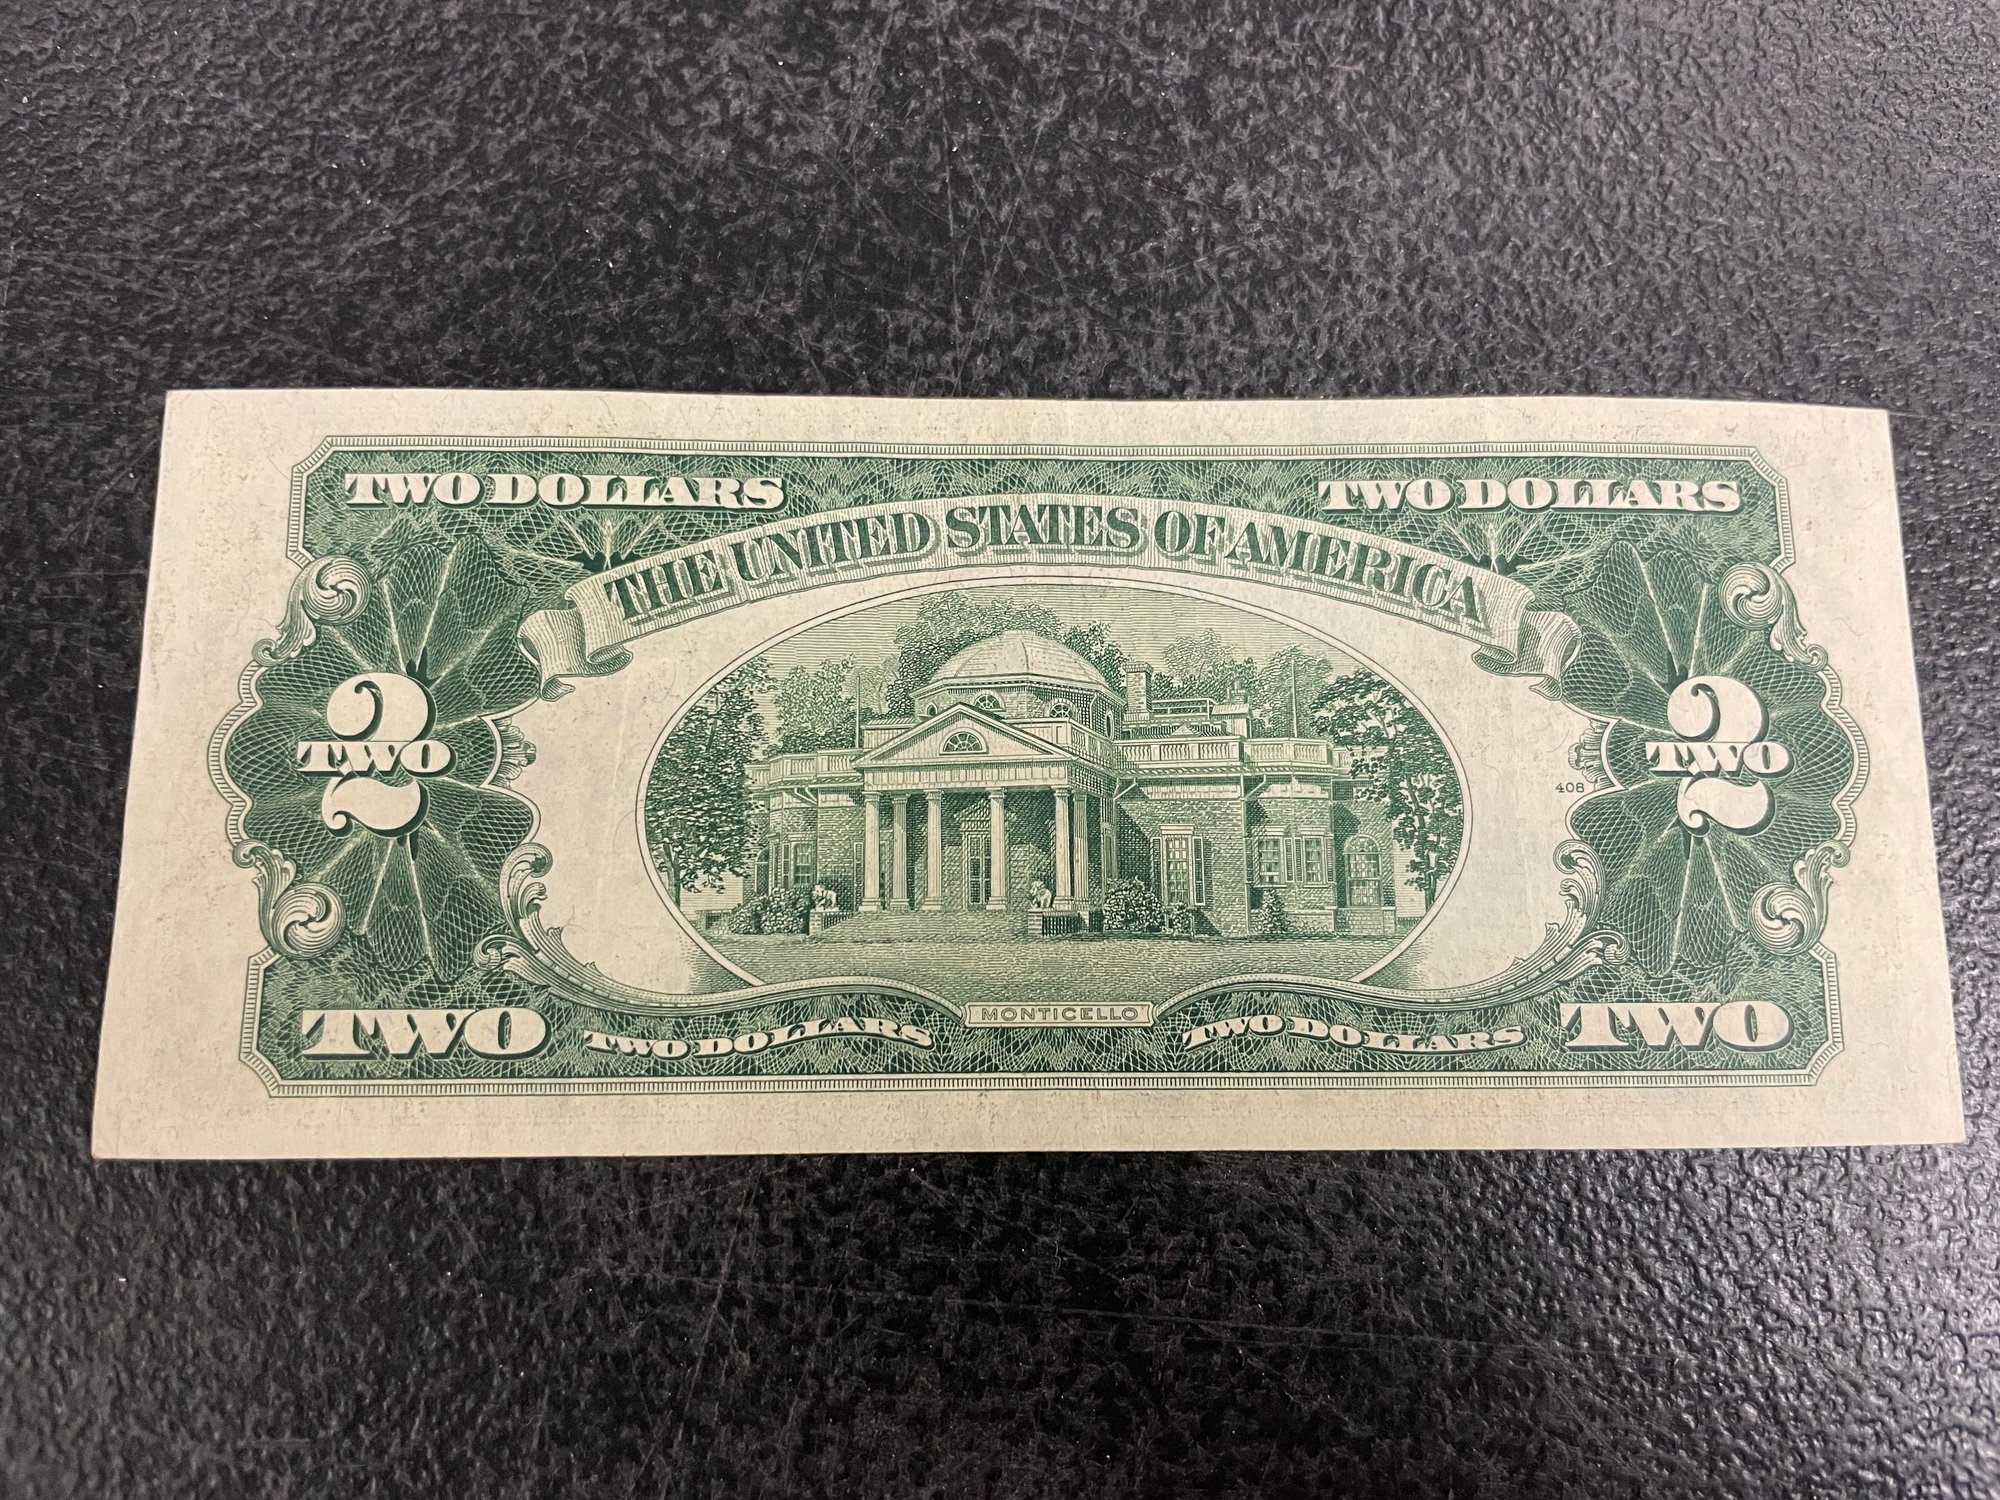 TWO DOLLARS TWO DOLLARS
THE UNITED STATES OF AMERICA
2 TWO 2 TWO
408
MONTICELLO
TWO TWO DOLLARS TWO DOLLARS TWO